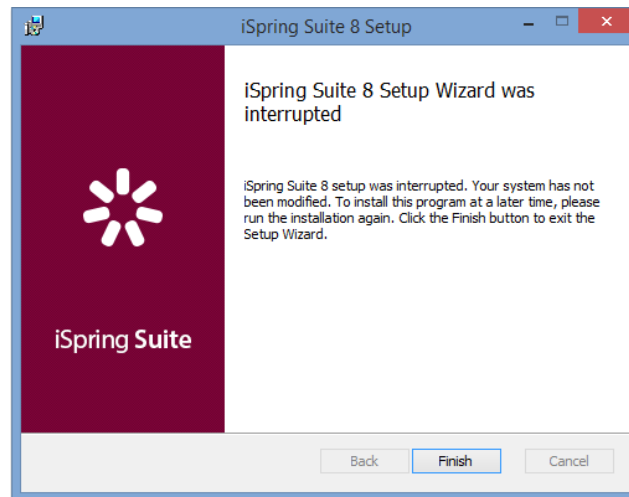 iSpring Suite 8 Setup
iSpring Suite 8 Setup Wizard was
interrupted
iSpring Suite 8 setup was interrupted. Your system has not
been modified. To install this program at a later time, please
run the installation again. Click the Finish button to exit the
Setup Wizard.
iSpring Suite
Back Finish Cancel